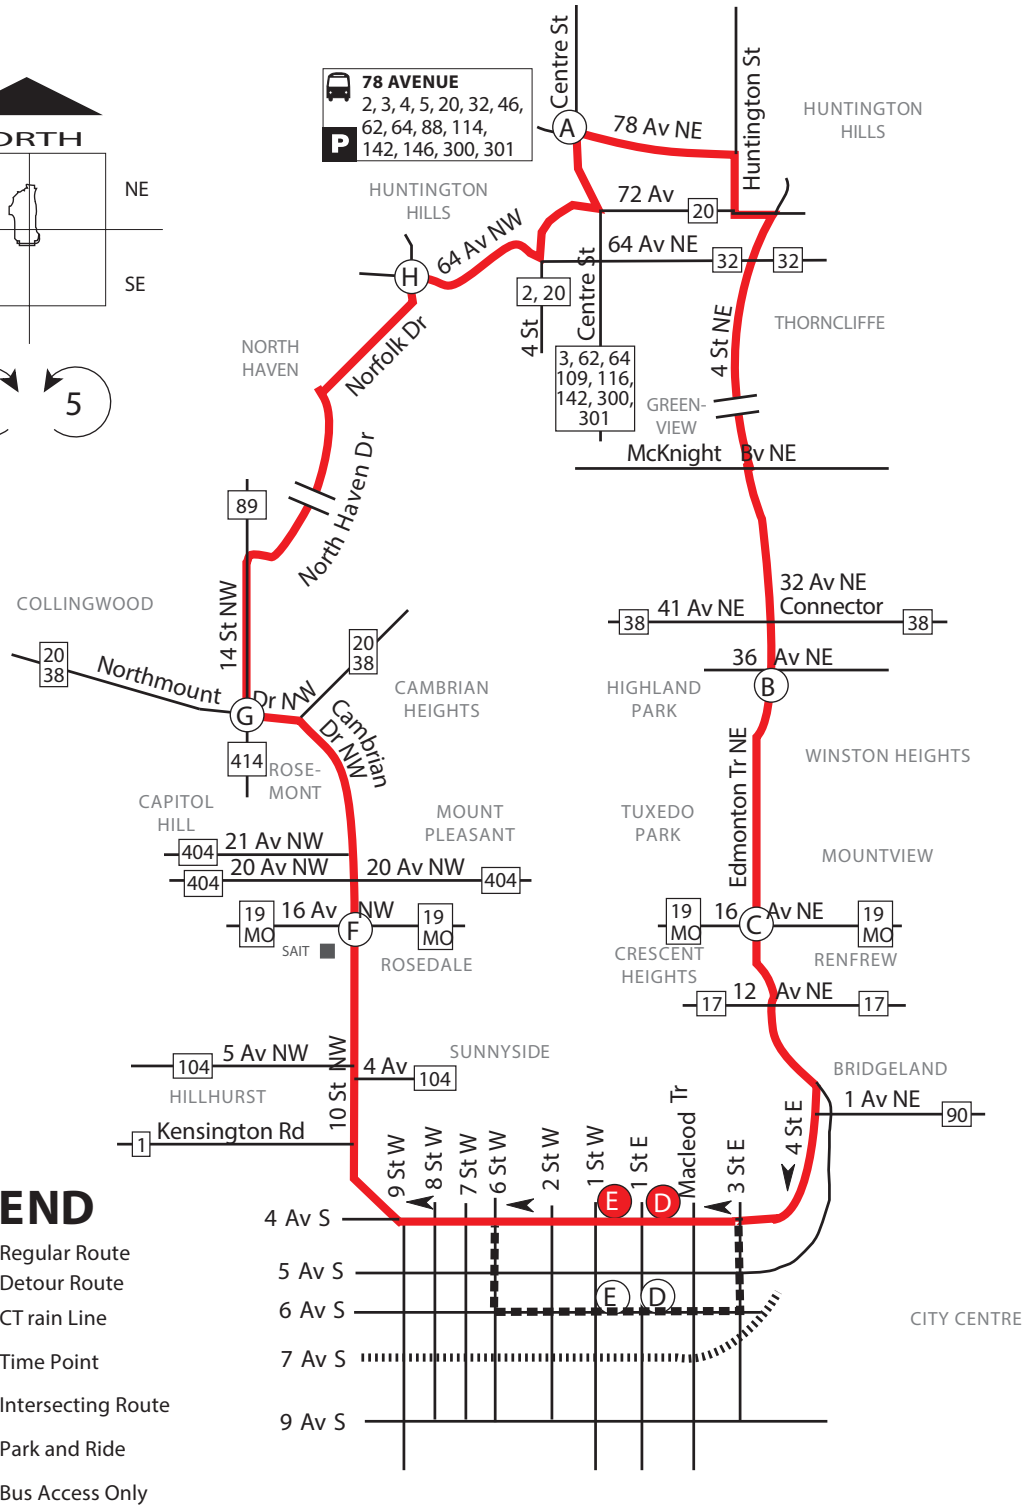 Centre St
Huntington St
78 AVENUE
2, 3, 4, 5, 20, 32, 46,
62, 64, 88, 114,
142, 146, 300, 301
P
A
78 Av NE
HUNTINGTON
HILLS
ORTH
NE
SE
5
HUNTINGTON
HILLS
72 Av
20
64 Av NW
64 Av NE
32
32
H
2, 20
4 St
Centre St
4 St NE
THORNCLIFFE
NORTH
HAVEN
Norfolk Dr
3, 62, 64
109, 116,
142, 300,
301
GREEN-
VIEW
McKnight Bv NE
89
North Haven Dr
COLLINGWOOD
14 St NW
32 Av NE
Connector
38
41 Av NE
38
20
38
Northmount
Dr NW
20
38
36 Av NE
B
CAMBRIAN
HEIGHTS
HIGHLAND
PARK
G
Cambrian
Dr NW
414
ROSE-
MONT
Edmonton Tr NE
WINSTON HEIGHTS
CAPITOL
HILL
MOUNT
PLEASANT
TUXEDO
PARK
MOUNTVIEW
21 Av NW
404
20 Av NW
20 Av NW
404
404
19
MO
16 Av NW
19
MO
F
SAIT
ROSEDALE
19
MO
16 Av NE
C
19
MO
CRESCENT
HEIGHTS
RENFREW
17
12 Av NE
17
5 Av NW
104
4 Av
104
SUNNYSIDE
HILLHURST
10 St NW
BRIDGELAND
1 Av NE
90
4 St E
Kensington Rd
1
9 St W
8 St W
7 St W
6 St W
2 St W
1 St W
1 St E
Macleod Tr
3 St E
E
D
END
4 Av S
Regular Route
5 Av S
Detour Route
E
D
6 Av S
CT rain Line
CITY CENTRE
7 Av S
Time Point
Intersecting Route
9 Av S
Park and Ride
Bus Access Only